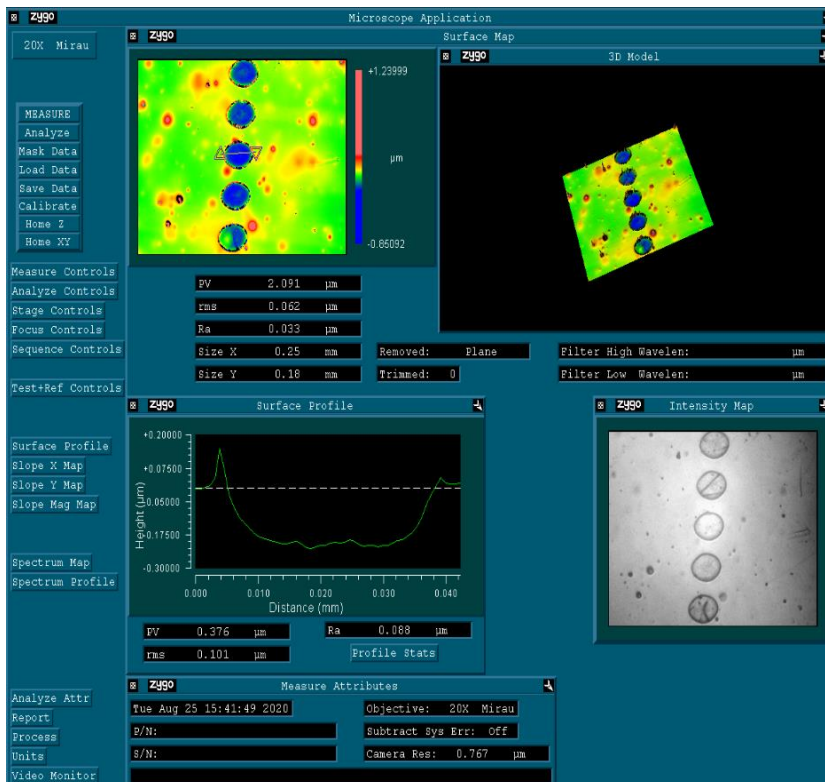 zygo Microscope Application
20X Mirau
zygo Surface Map
MEASURE
Analyze
Mask Data
Load Data
Save Data
Calibrate
Home Z
Home XY
+1.23999
µm
-0.85092
zygo 3D Model
Measure Controls
Analyze Controls
Stage Controls
Focus Controls
Sequence Controls
Test+Ref Controls
PV 2.091 µm
rms 0.062 µm
Ra 0.033 µm
Size X 0.25 mm
Size Y 0.18 mm
Removed: Plane
Trimmed: 0
Filter High Wavelen: µm
Filter Low Wavelen: µm
Surface Profile
Slope X Map
Slope Y Map
Slope Mag Map
Spectrum Map
Spectrum Profile
zygo Surface Profile
+0.20000
+0.07500
-0.05000
-0.17500
-0.30000
Height (µm)
0.000 0.010 0.020 0.030 0.040
Distance (mm)
PV 0.376 µm
rms 0.101 µm
Ra 0.088 µm
Profile Stats
zygo Intensity Map
Analyze Attr
Report
Process
Units
Video Monitor
zygo Measure Attributes
Tue Aug 25 15:41:49 2020
P/N:
S/N:
Objective: 20X Mirau
Subtract Sys Err: Off
Camera Res: 0.767 µm